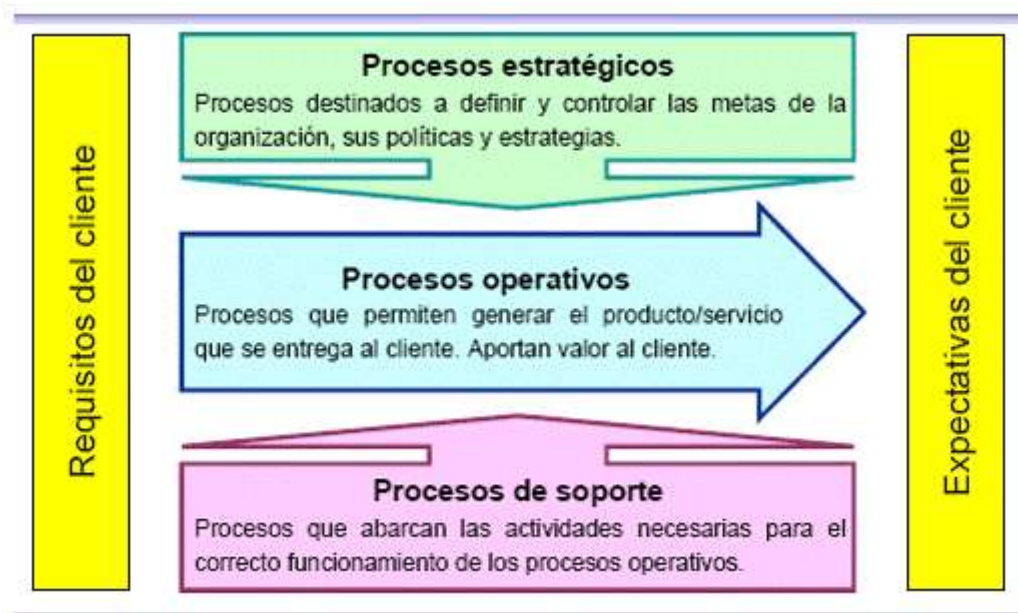 Requisitos del cliente
Procesos estratégicos
Procesos destinados a definir y controlar las metas de la
organización, sus políticas y estrategias.
Procesos operativos
Procesos que permiten generar el producto/servicio
que se entrega al cliente. Aportan valor al cliente.
Procesos de soporte
Procesos que abarcan las actividades necesarias para el
correcto funcionamiento de los procesos operativos.
Expectativas del cliente